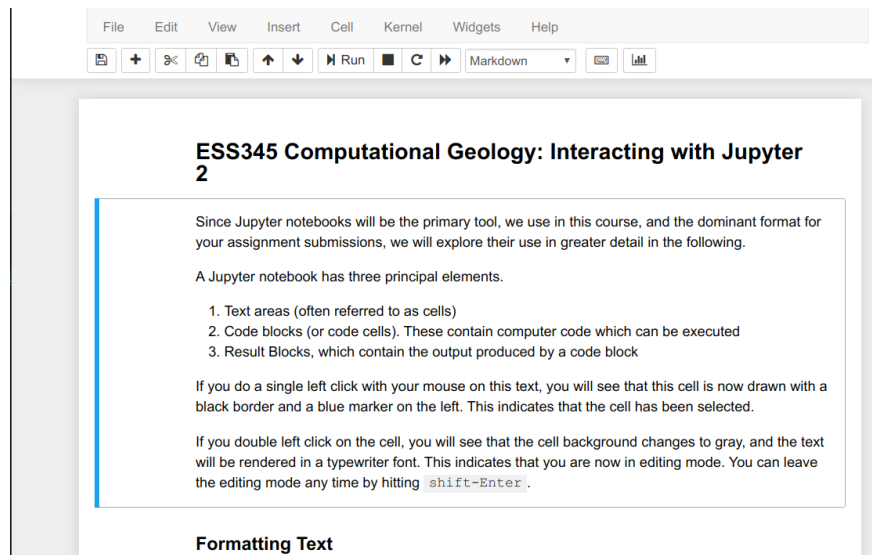 File Edit View Insert Cell Kernel Widgets Help
Run Markdown
ESS345 Computational Geology: Interacting with Jupyter
2
Since Jupyter notebooks will be the primary tool, we use in this course, and the dominant format for
your assignment submissions, we will explore their use in greater detail in the following.
A Jupyter notebook has three principal elements.
1. Text areas (often referred to as cells)
2. Code blocks (or code cells). These contain computer code which can be executed
3. Result Blocks, which contain the output produced by a code block
If you do a single left click with your mouse on this text, you will see that this cell is now drawn with a
black border and a blue marker on the left. This indicates that the cell has been selected.
If you double left click on the cell, you will see that the cell background changes to gray, and the text
will be rendered in a typewriter font. This indicates that you are now in editing mode. You can leave
the editing mode any time by hitting shift-Enter.
Formatting Text